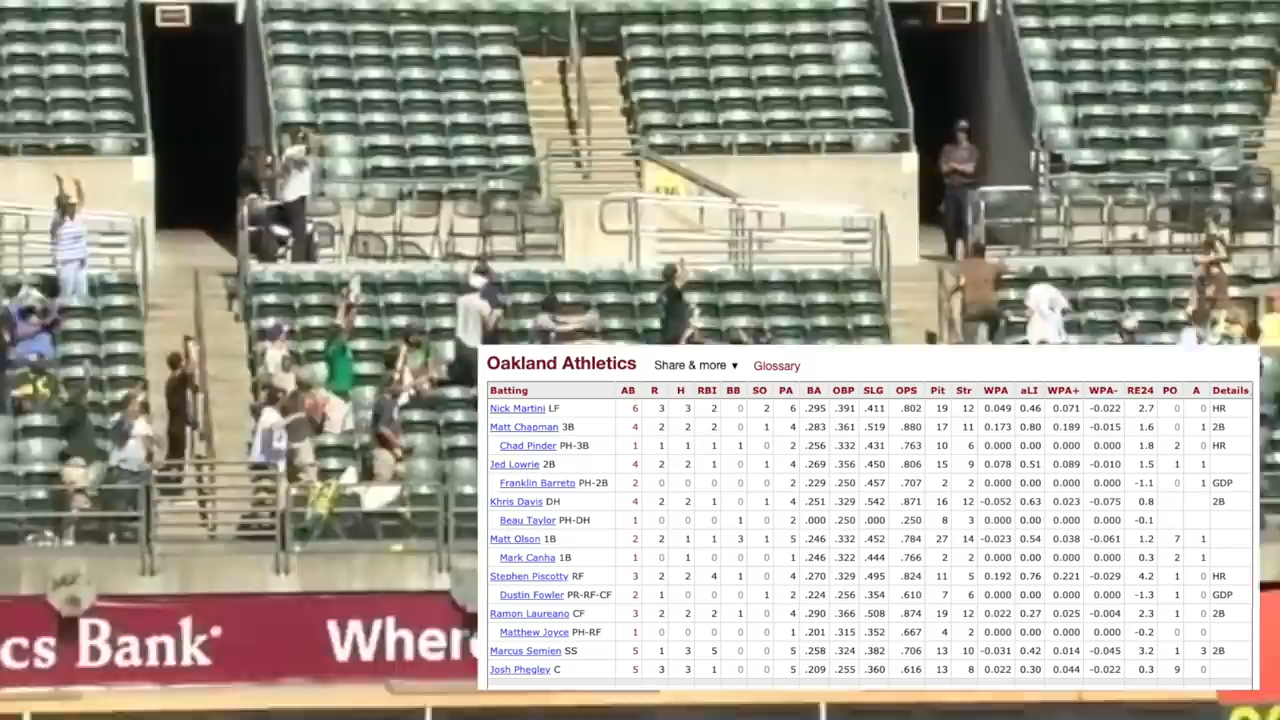 136
Oakland Athletics Share & more ▼ Glossary
Batting AB R H RBI BB SO PA BA OBP SLG OPS Pit Str WPA aLI WPA+ WPA- RE24 PO A Details
Nick Martini LF 6 3 3 2 0 2 6 .295 .391 .411 .802 19 12 0.049 0.46 0.071 -0.022 2.7 0 0 HR
Matt Chapman 3B 4 2 2 2 0 1 4 .283 .361 .519 .880 17 11 0.173 0.80 0.189 -0.015 1.6 0 1 2B
Chad Pinder PH-3B 1 1 1 1 1 0 2 .256 .332 .431 .763 10 6 0.000 0.00 0.000 0.000 1.8 2 0 HR
Jed Lowrie 2B 4 2 2 1 0 1 4 .269 .356 .450 .806 15 9 0.078 0.51 0.089 -0.010 1.5 1 1
Franklin Barreto PH-2B 2 0 0 0 0 0 2 .229 .250 .457 .707 2 2 0.000 0.00 0.000 0.000 -1.1 0 1 GDP
Khris Davis DH 4 2 2 1 0 1 4 .251 .329 .542 .871 16 12 -0.052 0.63 0.023 -0.075 0.8 2B
Beau Taylor PH-DH 1 0 0 0 1 0 2 .000 .250 .000 .250 8 3 0.000 0.00 0.000 0.000 -0.1
Matt Olson 1B 2 2 1 1 3 1 5 .246 .332 .452 .784 27 14 -0.023 0.54 0.038 -0.061 1.2 7 1
Mark Canha 1B 1 0 1 0 0 0 1 .246 .322 .444 .766 2 2 0.000 0.00 0.000 0.000 0.3 2 1
Stephen Piscotty RF 3 2 2 4 1 0 4 .270 .329 .495 .824 11 5 0.192 0.76 0.221 -0.029 4.2 1 0 HR
Dustin Fowler PR-RF-CF 2 1 0 0 0 1 2 .224 .256 .354 .610 7 6 0.000 0.00 0.000 0.000 -1.3 1 0 GDP
Ramon Laureano CF 3 2 2 2 1 0 4 .290 .366 .508 .874 19 10 0.022 0.27 0.025 -0.004 2.3 1 0 2B
Matthew Joyce PH-RF 1 0 0 0 0 0 1 .201 .315 .352 .667 4 2 0.000 0.00 0.000 0.000 -0.2 0 0
Marcus Semien SS 5 1 3 5 0 0 5 .258 .324 .382 .706 13 10 -0.031 0.42 0.014 -0.045 3.2 1 3 2B
Josh Phegley C 5 3 3 1 0 0 5 .209 .255 .360 .616 13 8 0.022 0.30 0.044 -0.022 0.3 9 0
cs Bank Wher